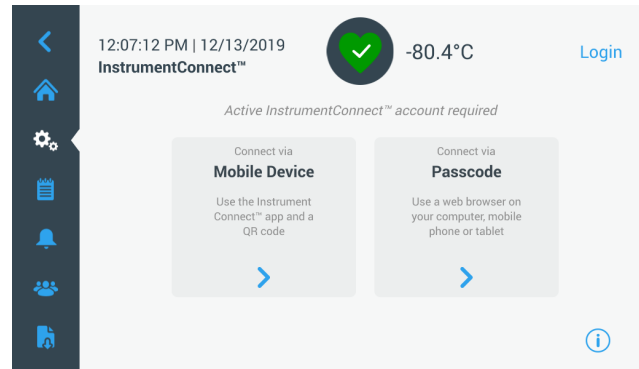 12:07:12 PM | 12/13/2019
InstrumentConnect™
-80.4°C
Login
Active InstrumentConnect™ account required
Connect via
Mobile Device
Use the Instrument
Connect™ app and a
QR code
Connect via
Passcode
Use a web browser on
your computer, mobile
phone or tablet